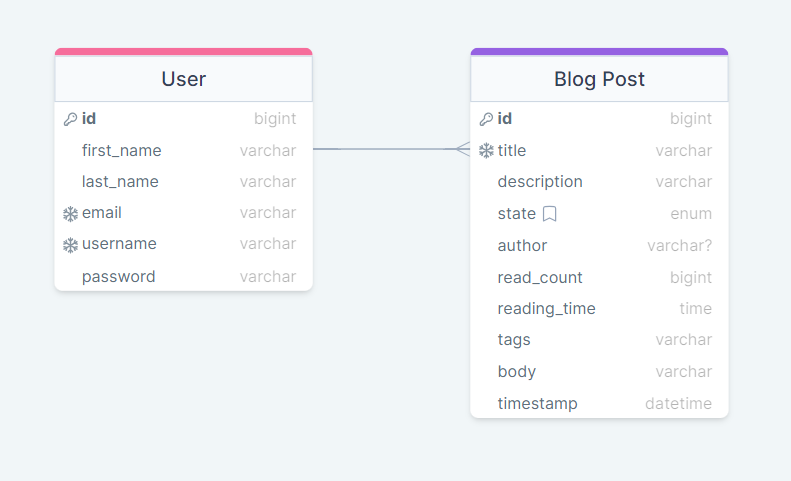 User
id bigint
first_name varchar
last_name varchar
email varchar
username varchar
password varchar
Blog Post
id bigint
title varchar
description varchar
state enum
author varchar?
read_count bigint
reading_time time
tags varchar
body varchar
timestamp datetime